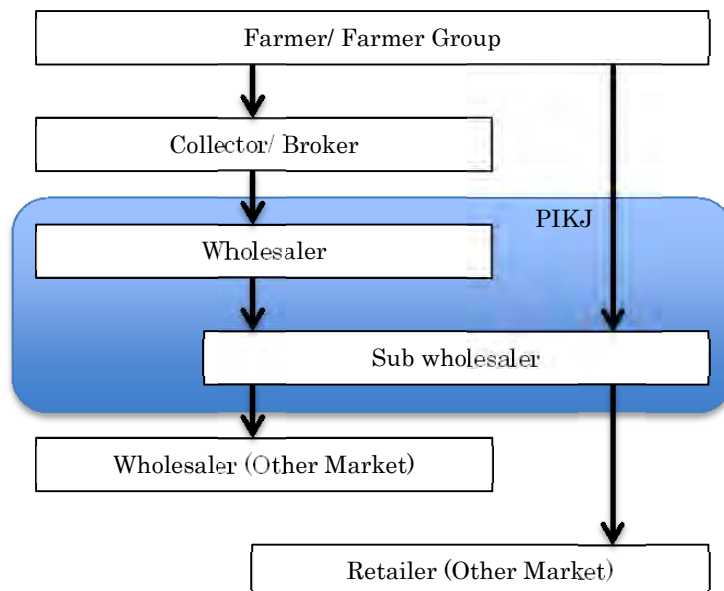 Farmer/ Farmer Group
Collector/ Broker
PIKJ
Wholesaler
Sub wholesaler
Wholesaler (Other Market)
Retailer (Other Market)